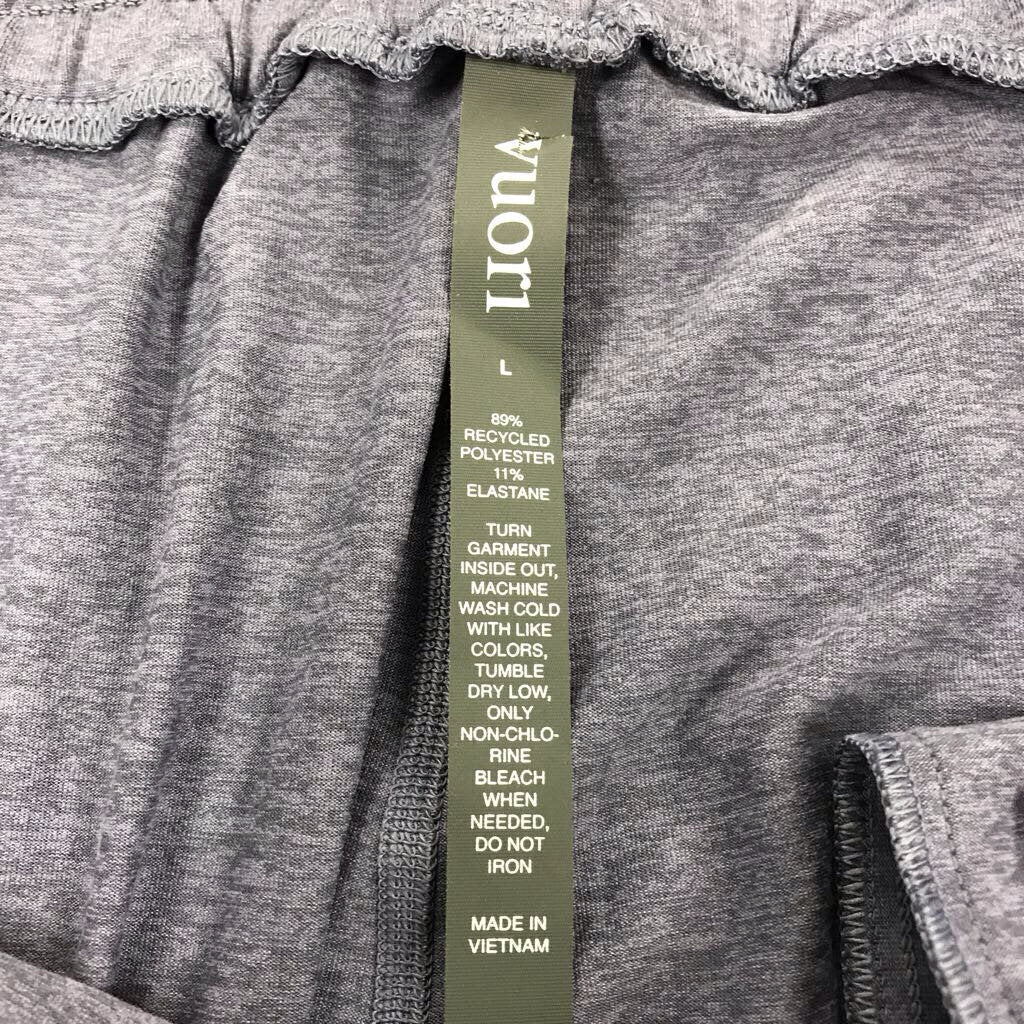 vuori
L
89%
RECYCLED
POLYESTER
11%
ELASTANE
TURN
GARMENT
INSIDE OUT,
MACHINE
WASH COLD
WITH LIKE
COLORS,
TUMBLE
DRY LOW,
ONLY
NON-CHLO-
RINE
BLEACH
WHEN
NEEDED,
DO NOT
IRON
MADE IN
VIETNAM